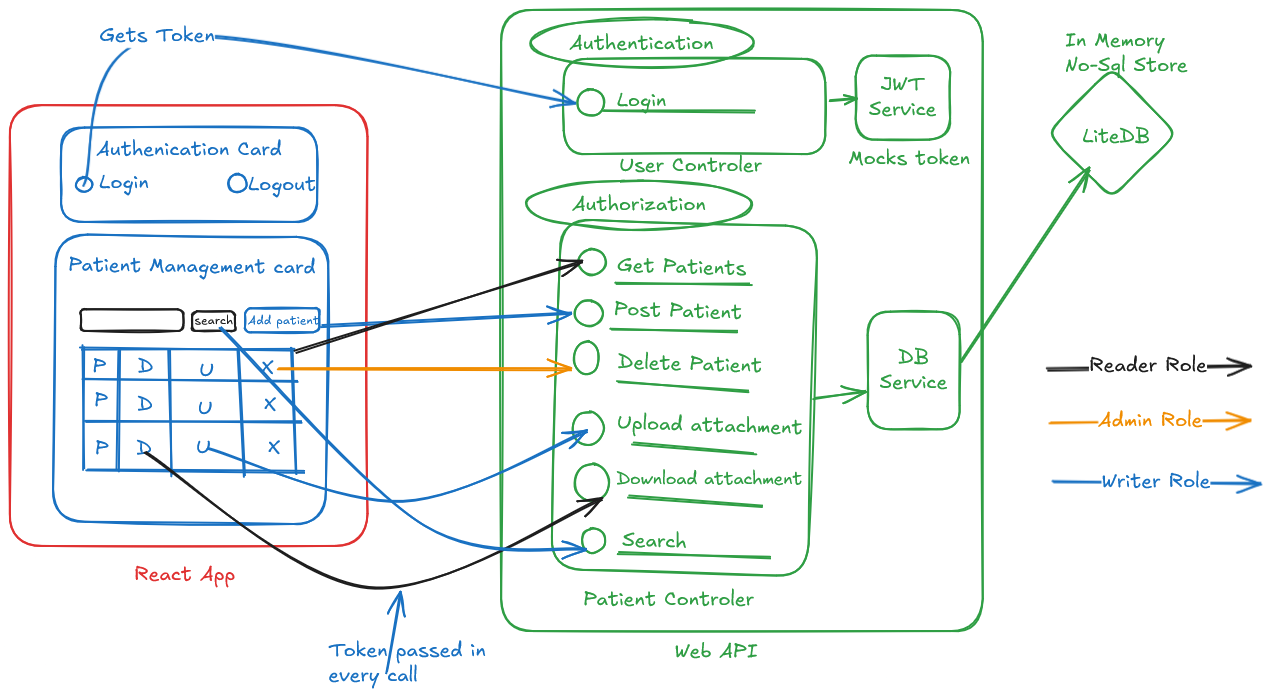 Gets Token
Authenication Card
Login
Logout
Patient Management card
search
Add patient
P D U X
P D U X
P D U X
React App
Token passed in
every call
Authentication
Login
User Controler
JWT
Service
Mocks token
Authorization
Get Patients
Post Patient
Delete Patient
Upload attachment
Download attachment
Search
Patient Controler
DB
Service
Web API
In Memory
No-Sql Store
LiteDB
Reader Role
Admin Role
Writer Role